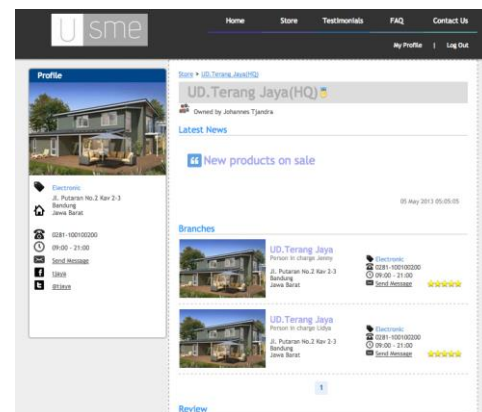 Usme
Home Store Testimonials FAQ Contact Us
My Profile | Log Out
Profile
Electronic
Jl. Putaran No.2 Kav 2-3
Bandung
Jawa Barat
0281-100100200
09:00 - 21:00
Send Message
tjaya
@tjaya
Store UD.Terang Jaya(HQ)
UD.Terang Jaya(HQ)
Owned by Johannes Tjandra
Latest News
New products on sale
05 May 2013 05:05:05
Branches
UD.Terang Jaya
Person in charge Jenny
Jl. Putaran No.2 Kav 2-3
Bandung
Jawa Barat
Electronic
0281-100100200
09:00 - 21:00
Send Message
UD.Terang Jaya
Person in charge Lidya
Jl. Putaran No.2 Kav 2-3
Bandung
Jawa Barat
Electronic
0281-100100200
09:00 - 21:00
Send Message
1
Review